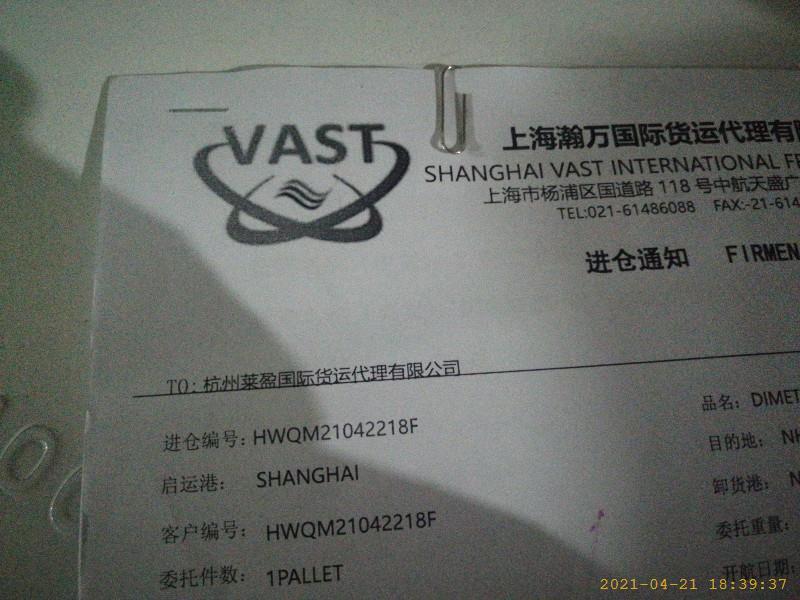 VAST
上海瀚万国际货运代理有
SHANGHAI VAST INTERNATIONAL
上海市杨浦区国道路 118 号中航天盛广
TEL:021-61486088 FAX:-21-614
进仓通知 FIRMEN
TO: 杭州莱盈国际货运代理有限公司
品名: DIMET
进仓编号: HWQM21042218F
目的地: NH
启运港: SHANGHAI
卸货港: N
客户编号: HWQM21042218F
委托重量:
委托件数: 1PALLET
开航日期:
2021-04-21 18:39:37